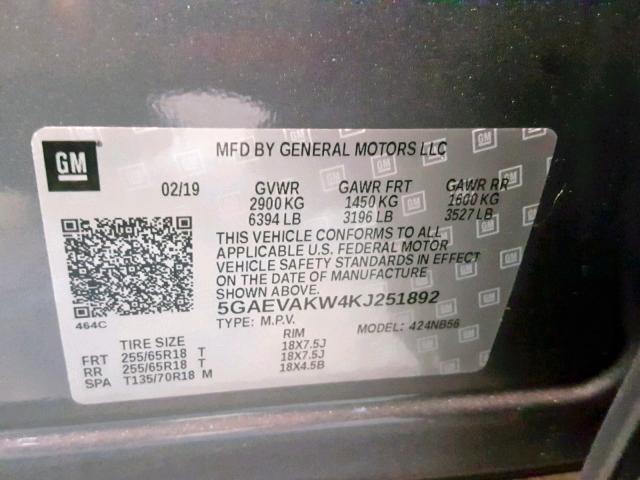 GM
MFD BY GENERAL MOTORS LLC
02/19 GVWR GAWR FRT GAWR RR
2900 KG 1450 KG 1600 KG
6394 LB 3196 LB 3527 LB
THIS VEHICLE CONFORMS TO ALL
APPLICABLE U.S. FEDERAL MOTOR
VEHICLE SAFETY STANDARDS IN EFFECT
ON THE DATE OF MANUFACTURE
SHOWN ABOVE.
5GAEVAKW4KJ251892
464C TYPE: M.P.V. MODEL: 424NB56
TIRE SIZE RIM
FRT 255/65R18 T 18X7.5J
RR 255/65R18 T 18X7.5J
SPA T135/70R18 M 18X4.5B